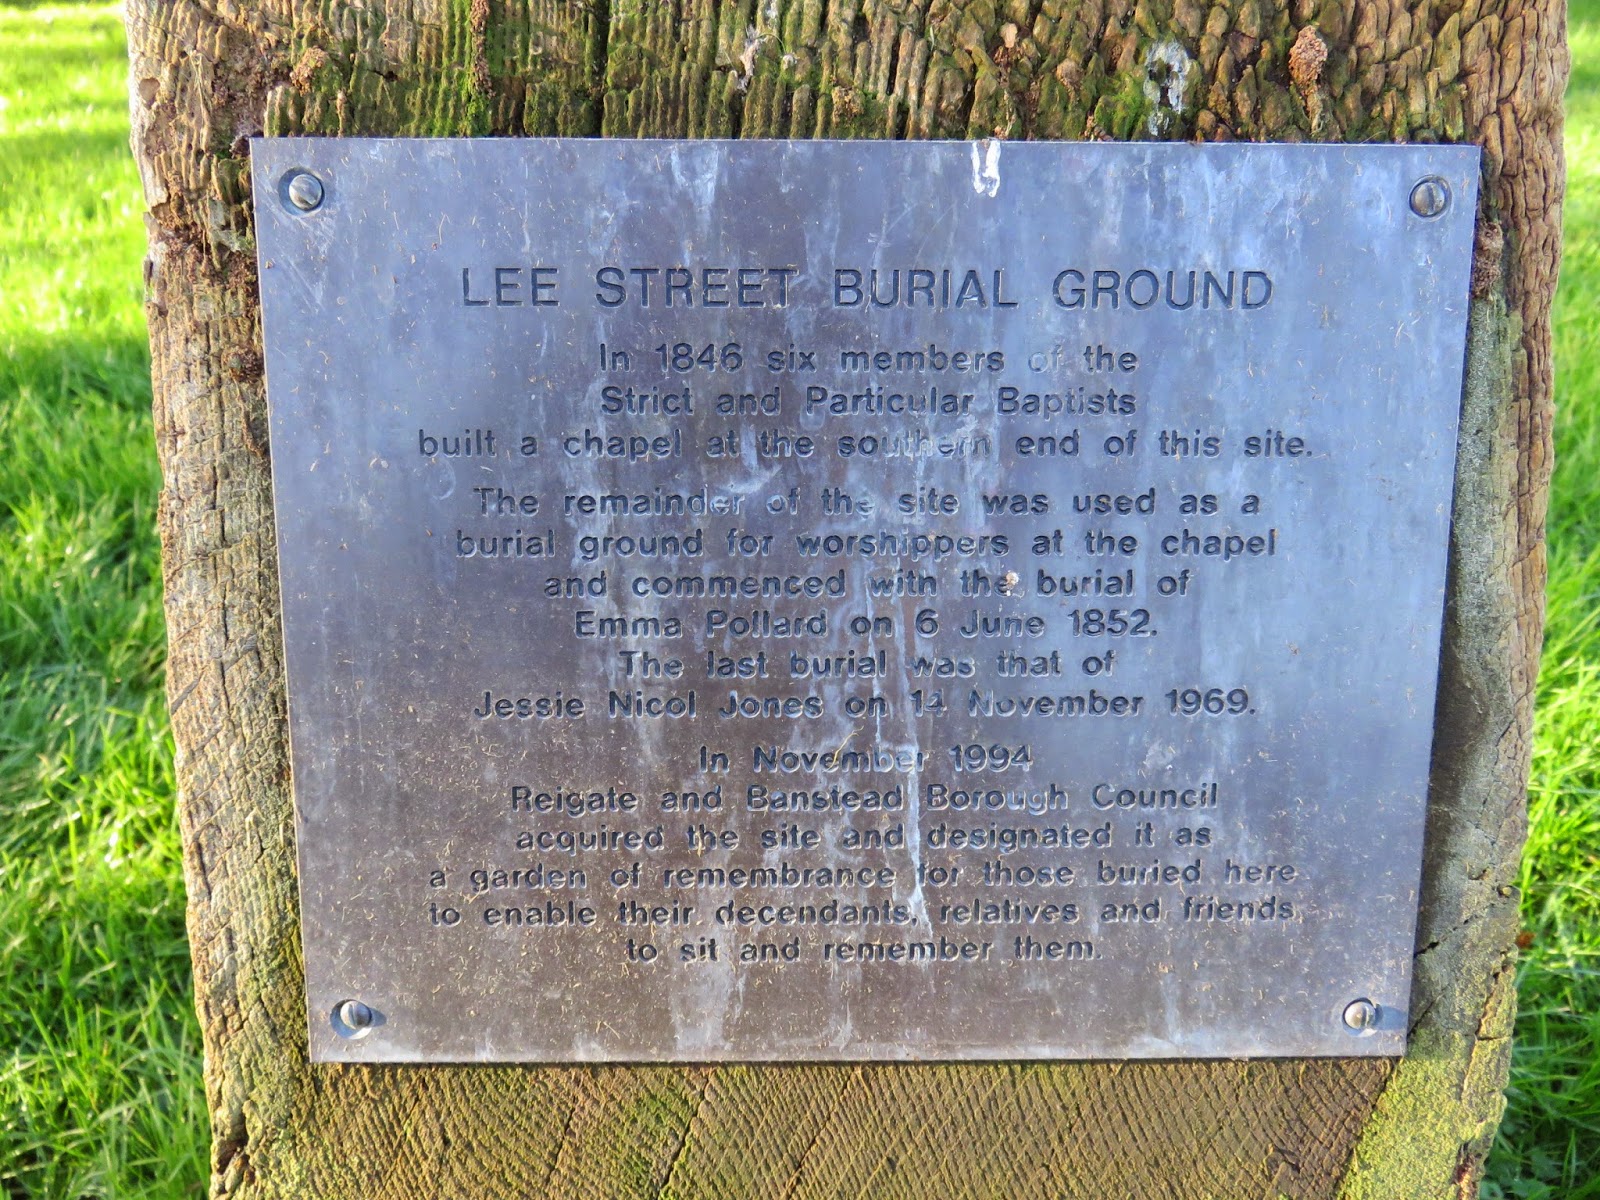 LEE STREET BURIAL GROUND
In 1846 six members of the
Strict and Particular Baptists
built a chapel at the southern end of this site.
The remainder of the site was used as a
burial ground for worshippers at the chapel
and commenced with the burial of
Emma Pollard on 6 June 1852.
The last burial was that of
Jessie Nicol Jones on 14 November 1969.
In November 1994
Reigate and Banstead Borough Council
acquired the site and designated it as
a garden of remembrance for those buried here
to enable their decendants, relatives and friends
to sit and remember them.